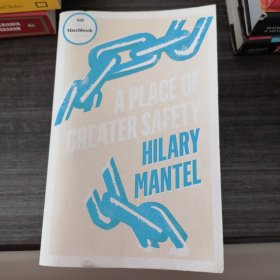 4th
Matchbook
A PLACE OF
GREATER SAFETY
HILARY
MANTEL